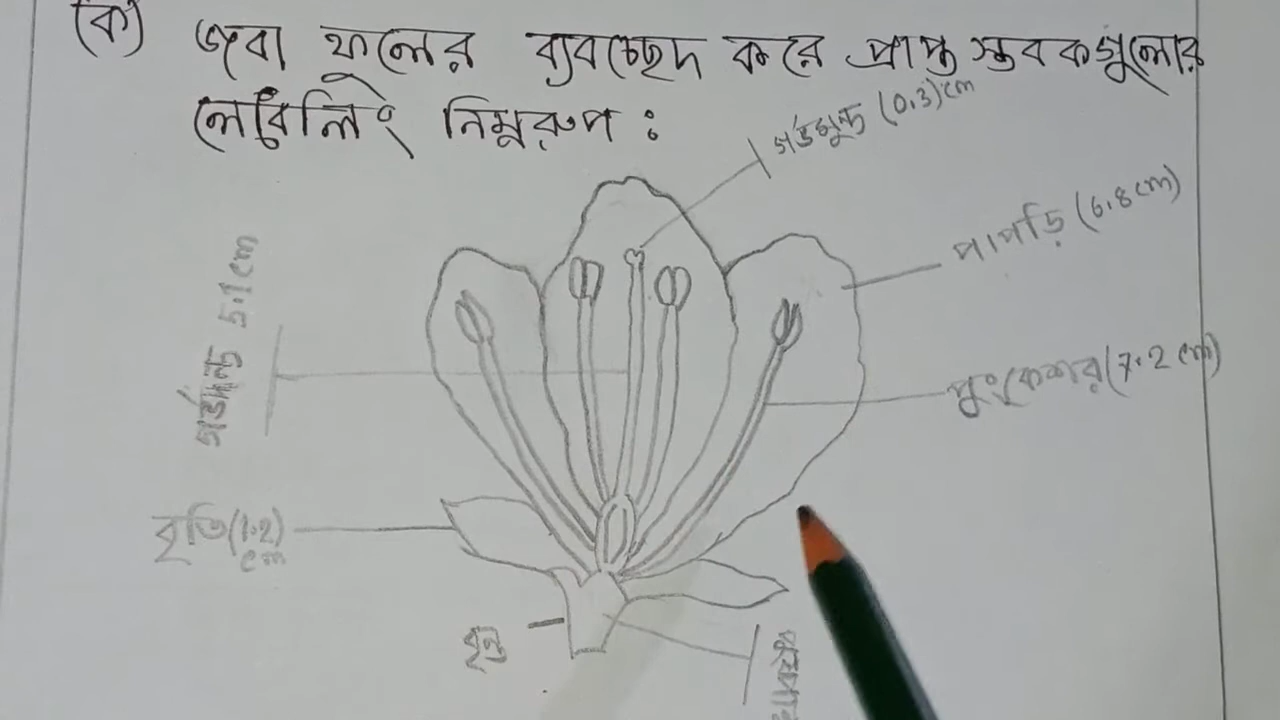 (ক) জবা ফুলের ব্যবচ্ছেদ করে প্রাপ্ত স্তবকগুলোর
লেবেলিং নিম্নরূপ :
গর্ভমুন্ড (0.3) cm
পাপড়ি (6.8 cm)
গর্ভদন্ড 5.1 cm
পুংকেশর (7.2 cm)
বৃতি (1.2)
cm